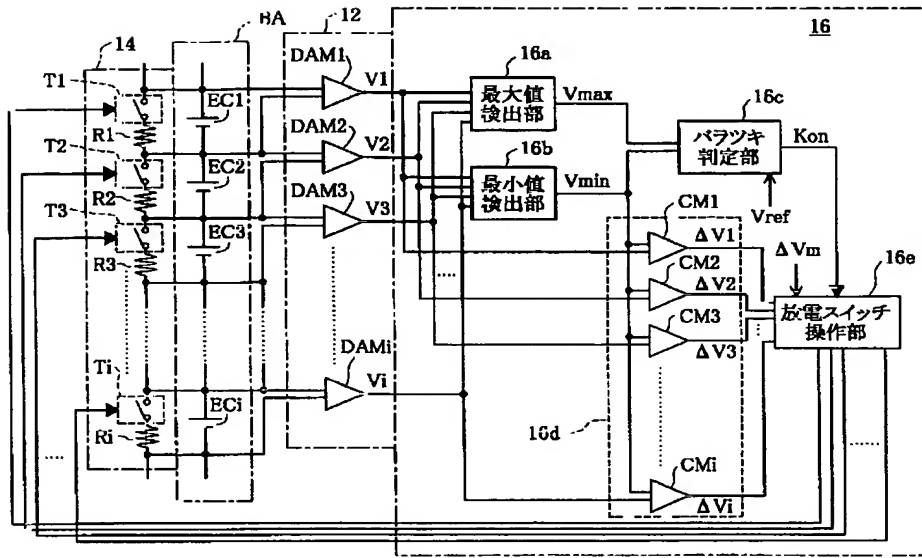 14
BA
12
16
T1
R1
T2
R2
T3
R3
Ti
Ri
EC1
EC2
EC3
ECi
DAM1
V1
DAM2
V2
DAM3
V3
DAMi
Vi
16a
最大値
検出部
Vmax
16b
最小値
検出部
Vmin
16c
バラツキ
判定部
Kon
Vref
CM1
ΔV1
CM2
ΔV2
CM3
ΔV3
CMi
ΔVi
16d
ΔVm
16e
放電スイッチ
操作部